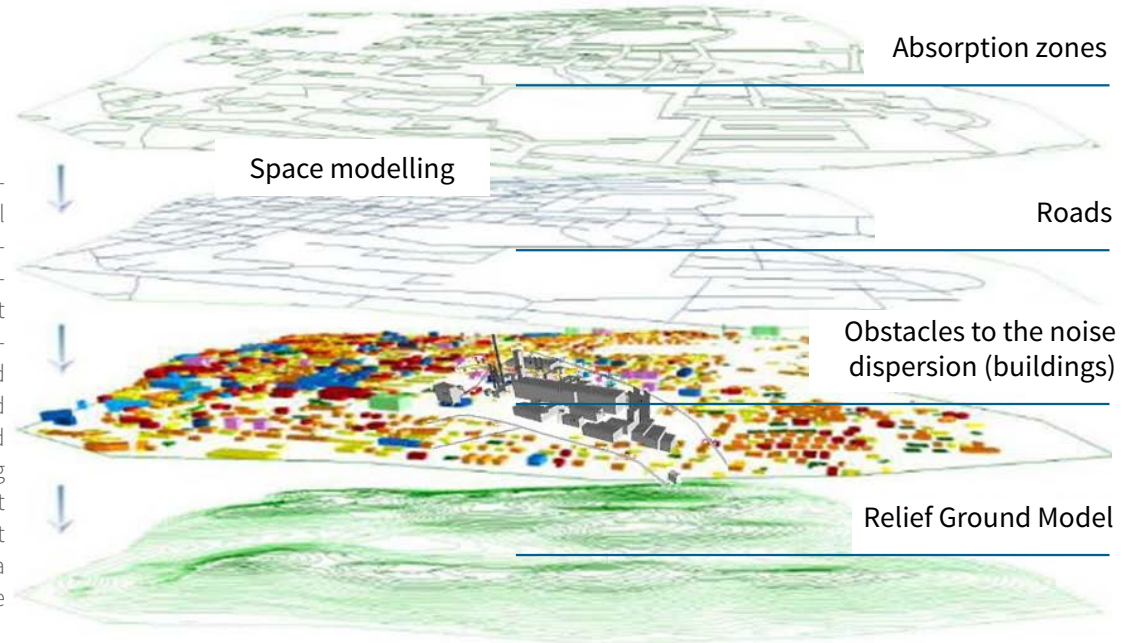 Absorption zones
Space modelling
Roads
Obstacles to the noise
dispersion (buildings)
Relief Ground Model